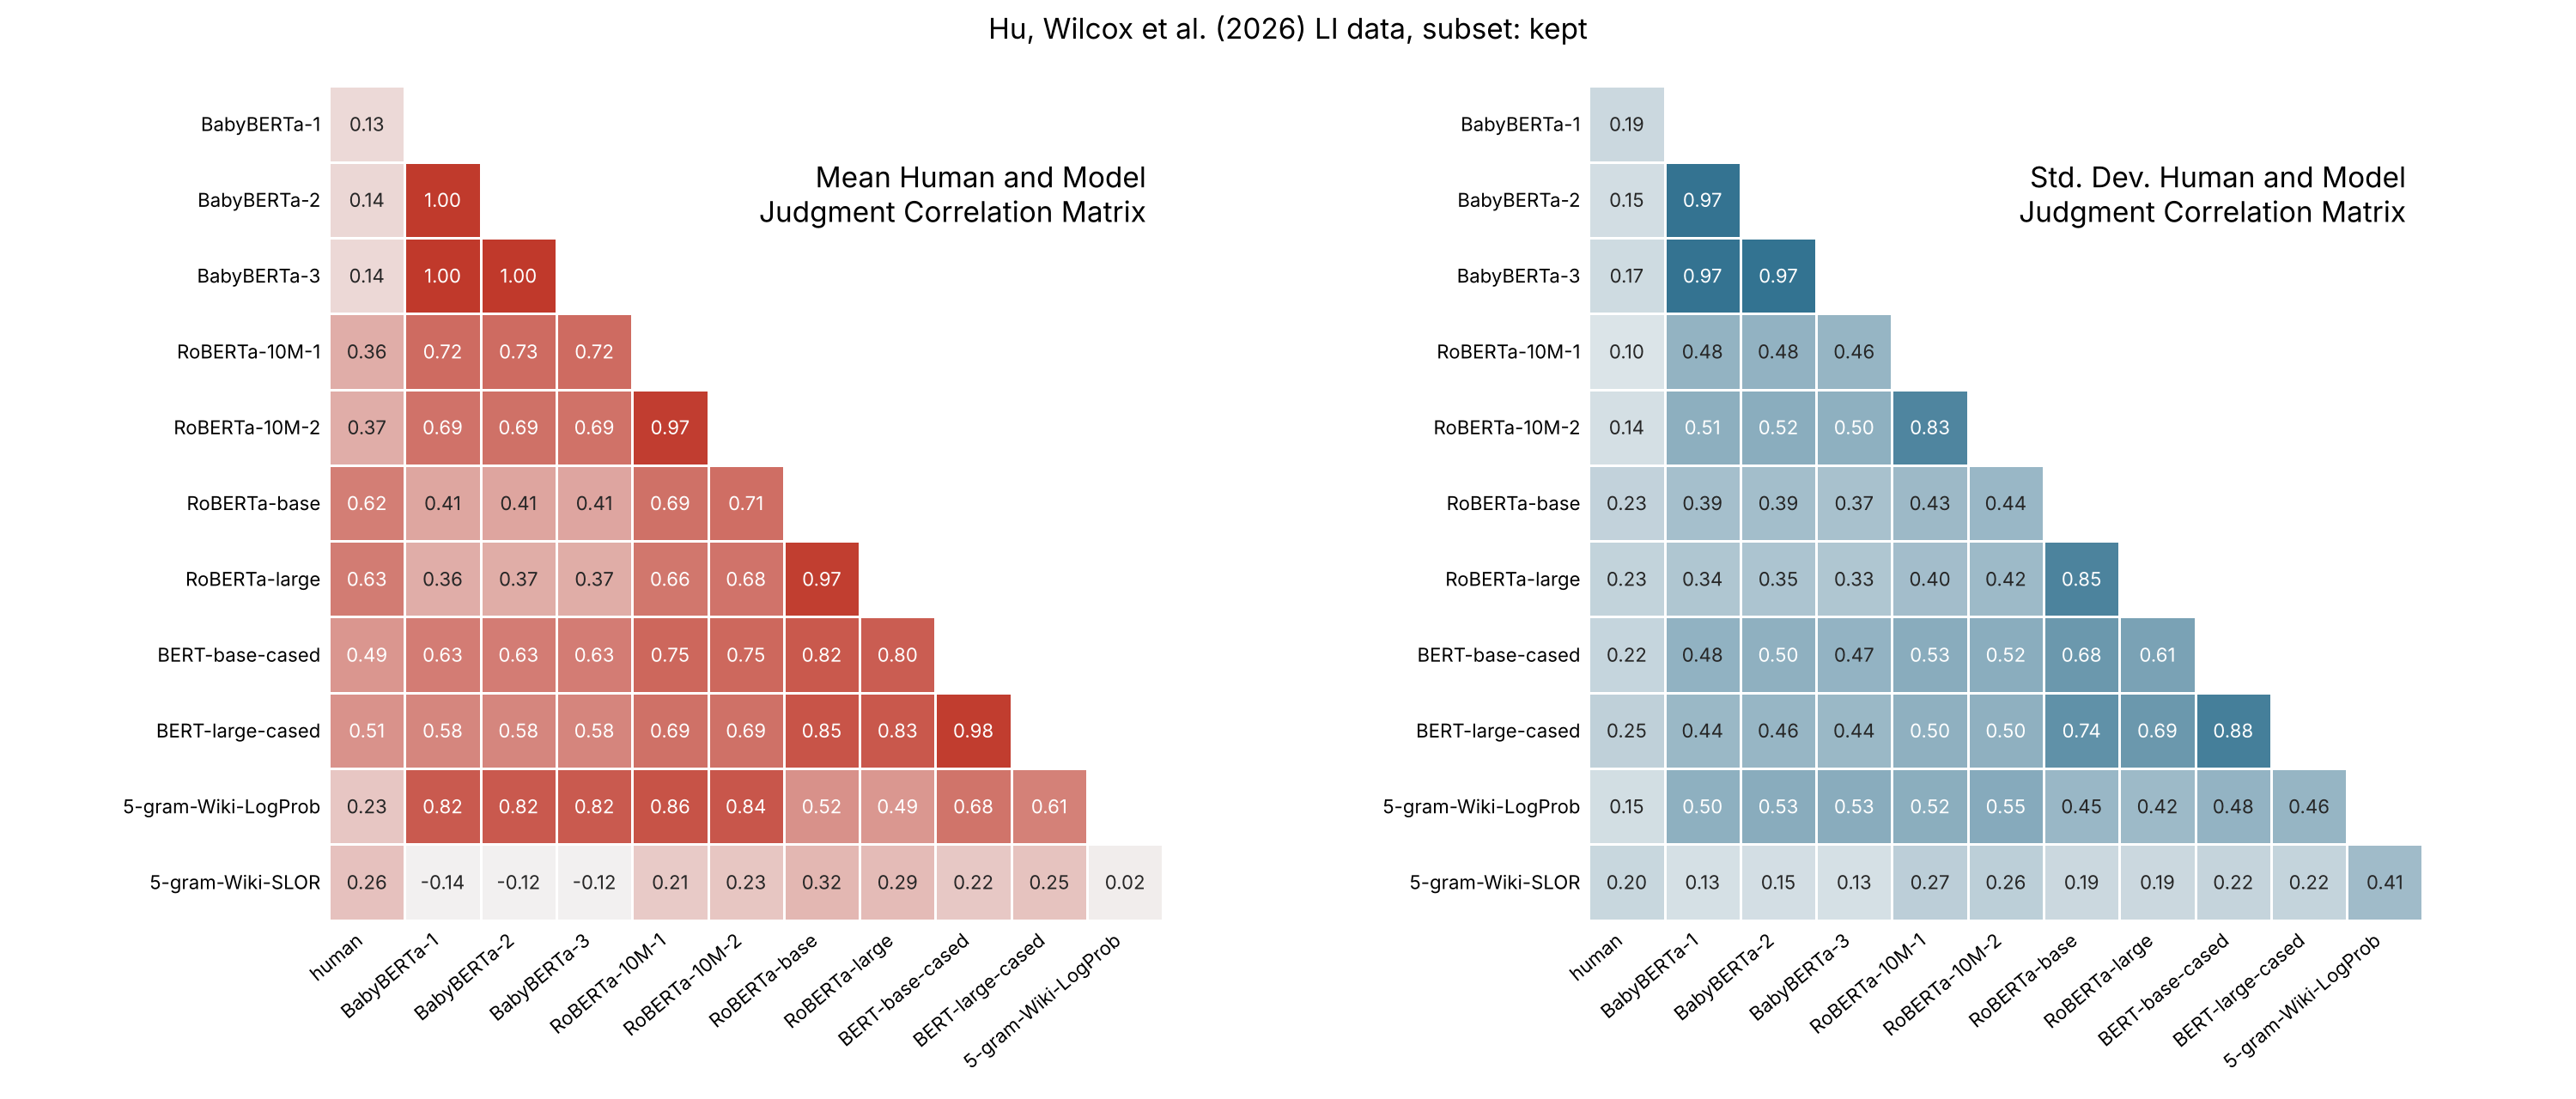 Hu, Wilcox et al. (2026) LI data, subset: kept
Mean Human and Model
Judgment Correlation Matrix
BabyBERTa-1 0.13
BabyBERTa-2 0.14 1.00
BabyBERTa-3 0.14 1.00 1.00
RoBERTa-10M-1 0.36 0.72 0.73 0.72
RoBERTa-10M-2 0.37 0.69 0.69 0.69 0.97
RoBERTa-base 0.62 0.41 0.41 0.41 0.69 0.71
RoBERTa-large 0.63 0.36 0.37 0.37 0.66 0.68 0.97
BERT-base-cased 0.49 0.63 0.63 0.63 0.75 0.75 0.82 0.80
BERT-large-cased 0.51 0.58 0.58 0.58 0.69 0.69 0.85 0.83 0.98
5-gram-Wiki-LogProb 0.23 0.82 0.82 0.82 0.86 0.84 0.52 0.49 0.68 0.61
5-gram-Wiki-SLOR 0.26 -0.14 -0.12 -0.12 0.21 0.23 0.32 0.29 0.22 0.25 0.02
human BabyBERTa-1 BabyBERTa-2 BabyBERTa-3 RoBERTa-10M-1 RoBERTa-10M-2 RoBERTa-base RoBERTa-large BERT-base-cased BERT-large-cased 5-gram-Wiki-LogProb
Std. Dev. Human and Model
Judgment Correlation Matrix
BabyBERTa-1 0.19
BabyBERTa-2 0.15 0.97
BabyBERTa-3 0.17 0.97 0.97
RoBERTa-10M-1 0.10 0.48 0.48 0.46
RoBERTa-10M-2 0.14 0.51 0.52 0.50 0.83
RoBERTa-base 0.23 0.39 0.39 0.37 0.43 0.44
RoBERTa-large 0.23 0.34 0.35 0.33 0.40 0.42 0.85
BERT-base-cased 0.22 0.48 0.50 0.47 0.53 0.52 0.68 0.61
BERT-large-cased 0.25 0.44 0.46 0.44 0.50 0.50 0.74 0.69 0.88
5-gram-Wiki-LogProb 0.15 0.50 0.53 0.53 0.52 0.55 0.45 0.42 0.48 0.46
5-gram-Wiki-SLOR 0.20 0.13 0.15 0.13 0.27 0.26 0.19 0.19 0.22 0.22 0.41
human BabyBERTa-1 BabyBERTa-2 BabyBERTa-3 RoBERTa-10M-1 RoBERTa-10M-2 RoBERTa-base RoBERTa-large BERT-base-cased BERT-large-cased 5-gram-Wiki-LogProb